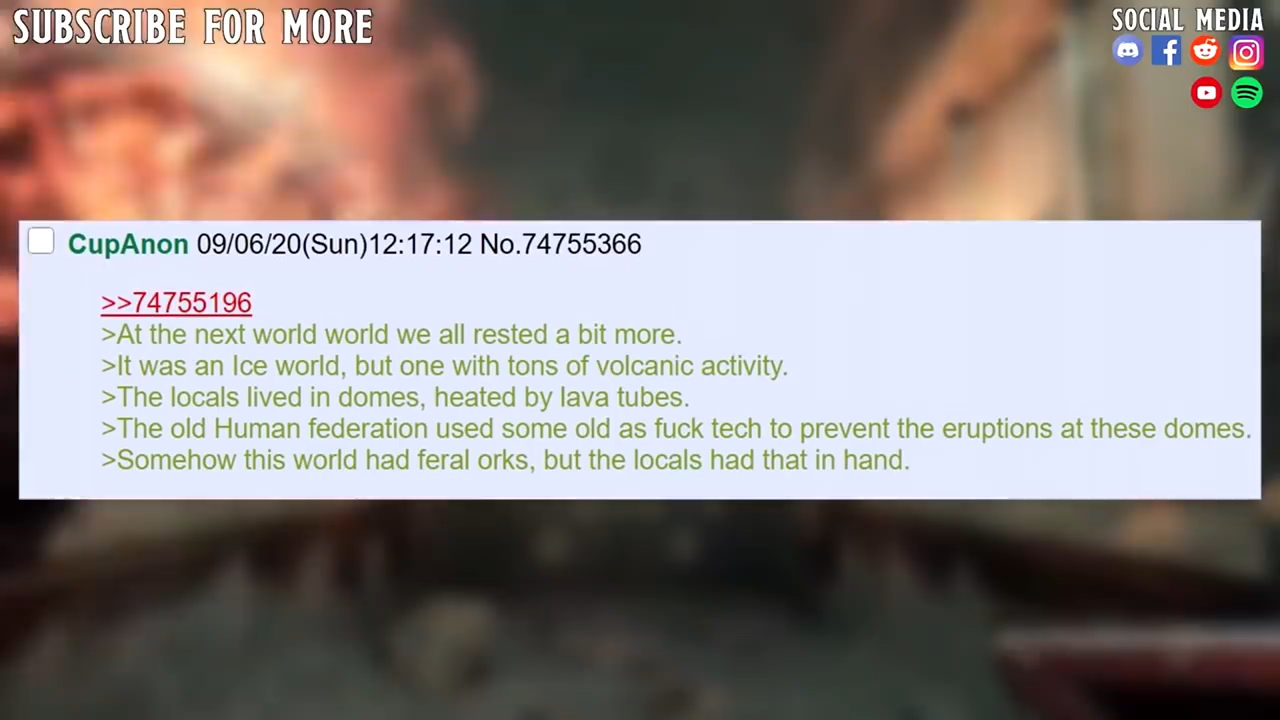 SUBSCRIBE FOR MORE
SOCIAL MEDIA
CupAnon 09/06/20(Sun)12:17:12 No.74755366
>>74755196
>At the next world world we all rested a bit more.
>It was an Ice world, but one with tons of volcanic activity.
>The locals lived in domes, heated by lava tubes.
>The old Human federation used some old as fuck tech to prevent the eruptions at these domes.
>Somehow this world had feral orks, but the locals had that in hand.